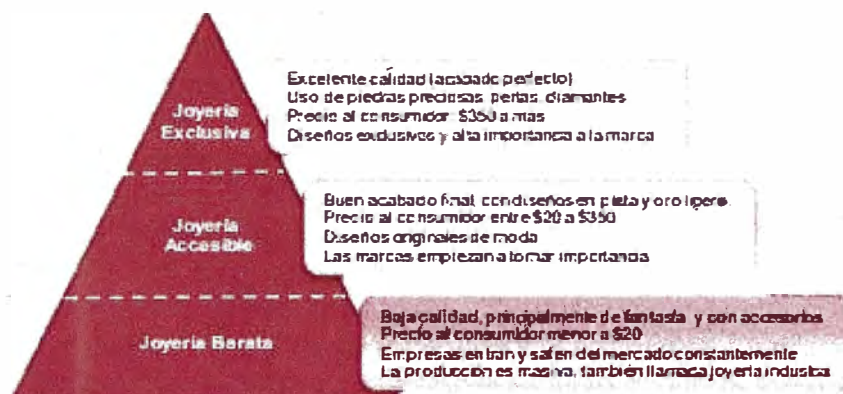 Joyería
Exclusiva
Excelente calidad (acabado perfecto)
Uso de piedras preciosas, perlas, diamantes
Precio al consumidor $350 a más
Diseños exclusivos y alta importancia a la marca
Joyería
Accesible
Buen acabado final, con diseños en plata y oro ligero.
Precio al consumidor entre $20 a $350
Diseños originales de moda
Las marcas empiezan a tomar importancia
Joyería Barata
Baja calidad, principalmente de fantasía y con accesorios
Precio al consumidor menor a $20
Empresas entran y salen del mercado constantemente
La producción es masiva, también llamada joyería